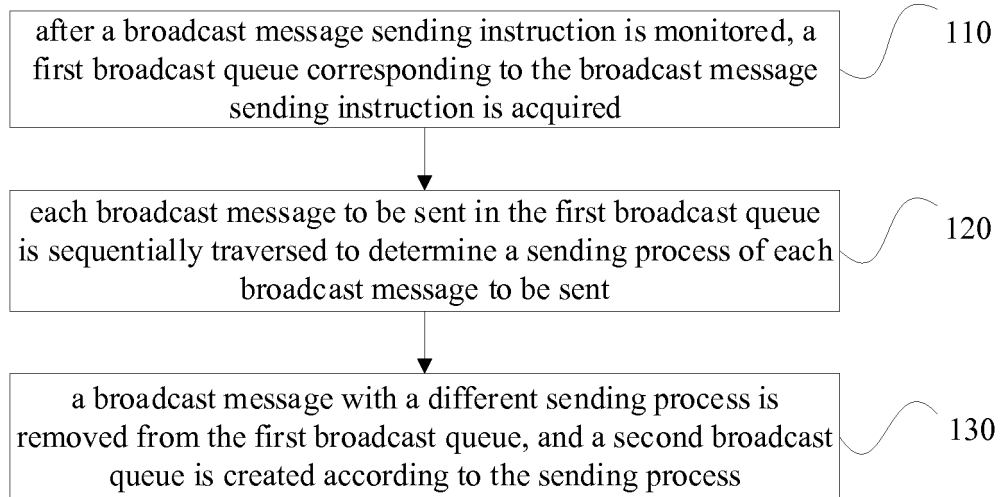 after a broadcast message sending instruction is monitored, a
first broadcast queue corresponding to the broadcast message
sending instruction is acquired
110
each broadcast message to be sent in the first broadcast queue
is sequentially traversed to determine a sending process of each
broadcast message to be sent
120
a broadcast message with a different sending process is
removed from the first broadcast queue, and a second broadcast
queue is created according to the sending process
130